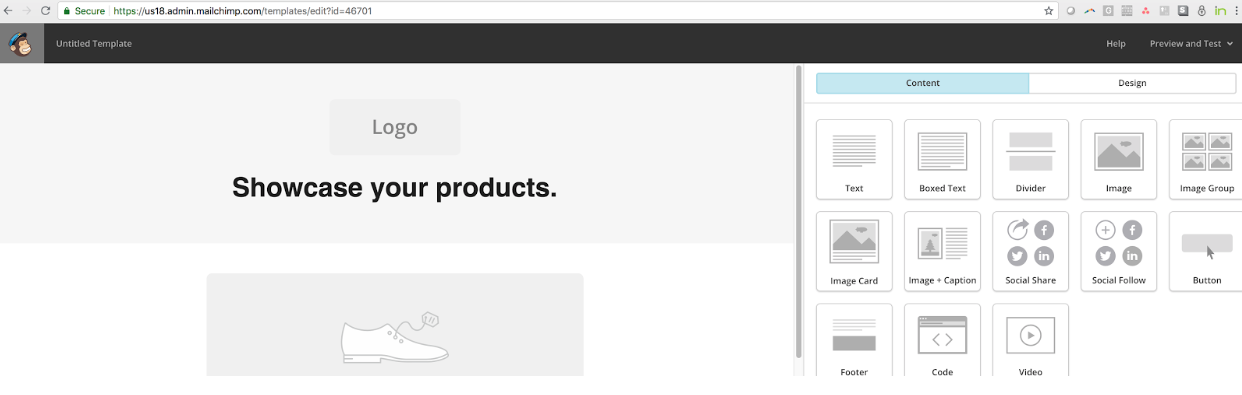 Secure https://us18.admin.mailchimp.com/templates/edit?id=46701
Untitled Template
Help Preview and Test
Content Design
Logo
Showcase your products.
Text Boxed Text Divider Image Image Group
Image Card Image + Caption Social Share Social Follow Button
Footer Code Video